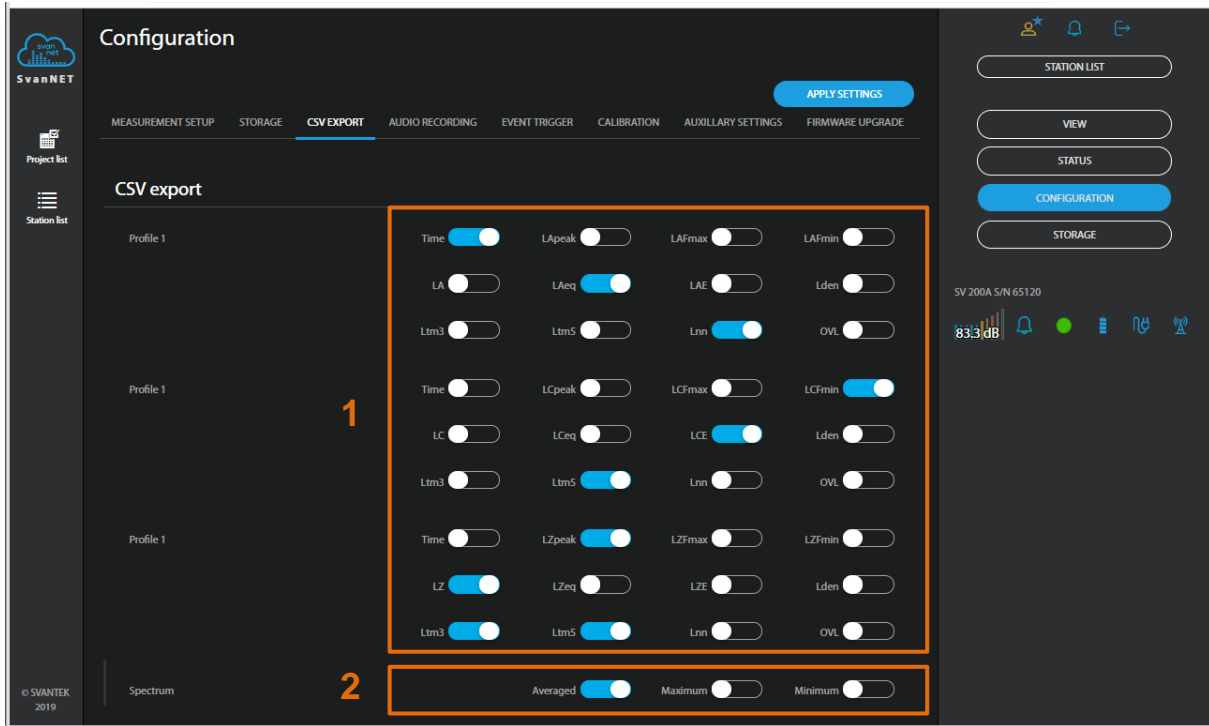 svan
net
SvanNET
Configuration
STATION LIST
APPLY SETTINGS
MEASUREMENT SETUP STORAGE CSV EXPORT AUDIO RECORDING EVENT TRIGGER CALIBRATION AUXILLARY SETTINGS FIRMWARE UPGRADE
VIEW
STATUS
CONFIGURATION
STORAGE
Project list
Station list
CSV export
Profile 1 Time LApeak LAFmax LAFmin
LA LAeq LAE Lden
Ltm3 Ltm5 Lnn OVL
SV 200A S/N 65120
83.3 dB
Profile 1 Time LCpeak LCFmax LCFmin
1
LC LCeq LCE Lden
Ltm3 Ltm5 Lnn OVL
Profile 1 Time LZpeak LZFmax LZFmin
LZ LZeq LZE Lden
Ltm3 Ltm5 Lnn OVL
Spectrum 2 Averaged Maximum Minimum
© SVANTEK
2019